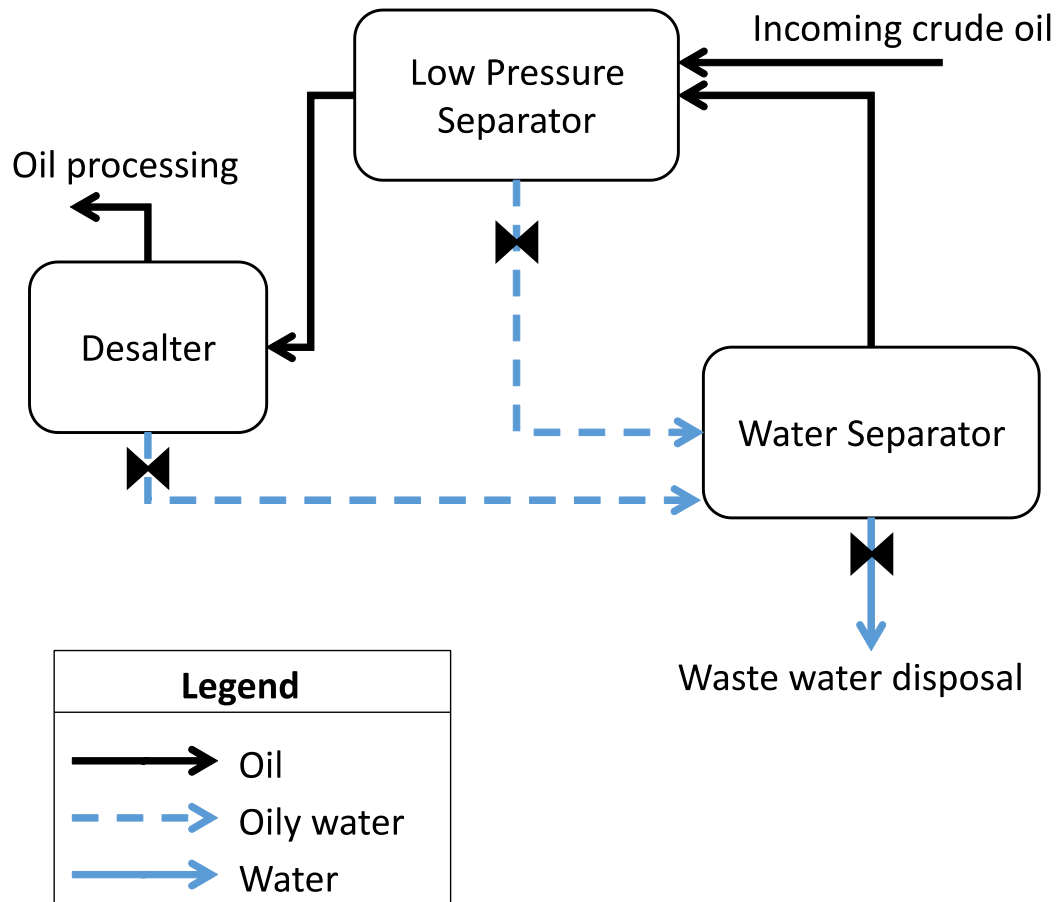 Incoming crude oil
Low Pressure
Separator
Oil processing
Desalter
Water Separator
Waste water disposal
Legend
Oil
Oily water
Water